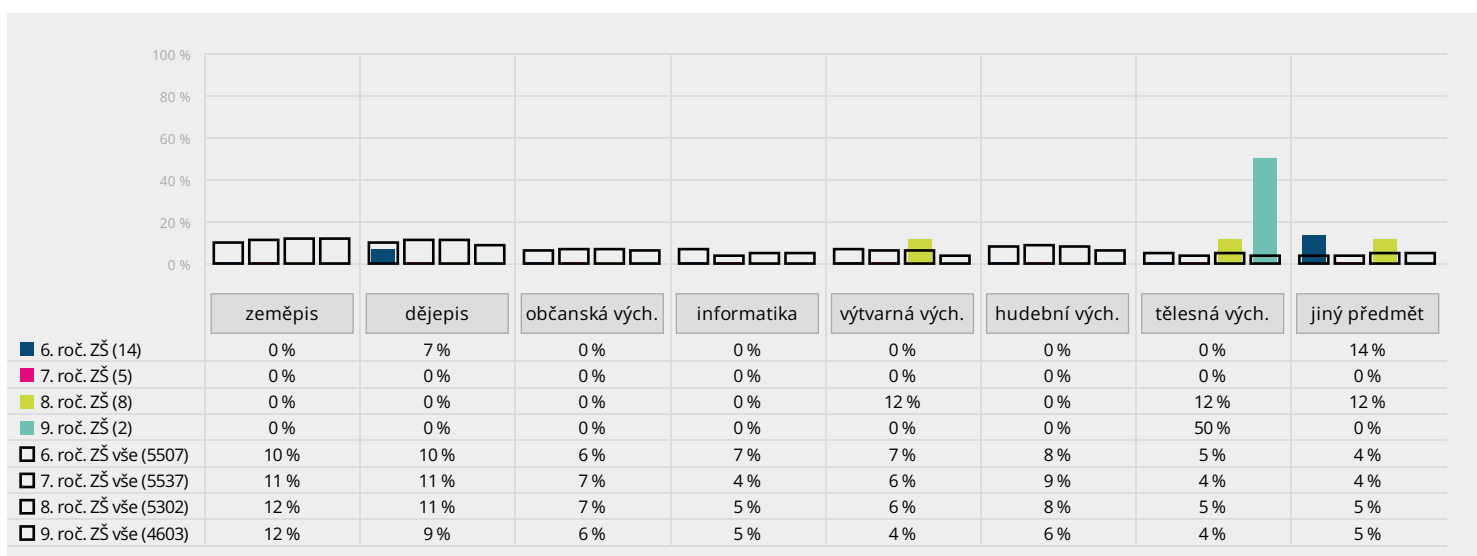 100 %
80 %
60 %
40 %
20 %
0 %
zeměpis dějepis občanská vých. informatika výtvarná vých. hudební vých. tělesná vých. jiný předmět
6. roč. ZŠ (14) 0 % 7 % 0 % 0 % 0 % 0 % 0 % 14 %
7. roč. ZŠ (5) 0 % 0 % 0 % 0 % 0 % 0 % 0 % 0 %
8. roč. ZŠ (8) 0 % 0 % 0 % 0 % 12 % 0 % 12 % 12 %
9. roč. ZŠ (2) 0 % 0 % 0 % 0 % 0 % 0 % 50 % 0 %
6. roč. ZŠ vše (5507) 10 % 10 % 6 % 7 % 7 % 8 % 5 % 4 %
7. roč. ZŠ vše (5537) 11 % 11 % 7 % 4 % 6 % 9 % 4 % 4 %
8. roč. ZŠ vše (5302) 12 % 11 % 7 % 5 % 6 % 8 % 5 % 5 %
9. roč. ZŠ vše (4603) 12 % 9 % 6 % 5 % 4 % 6 % 4 % 5 %